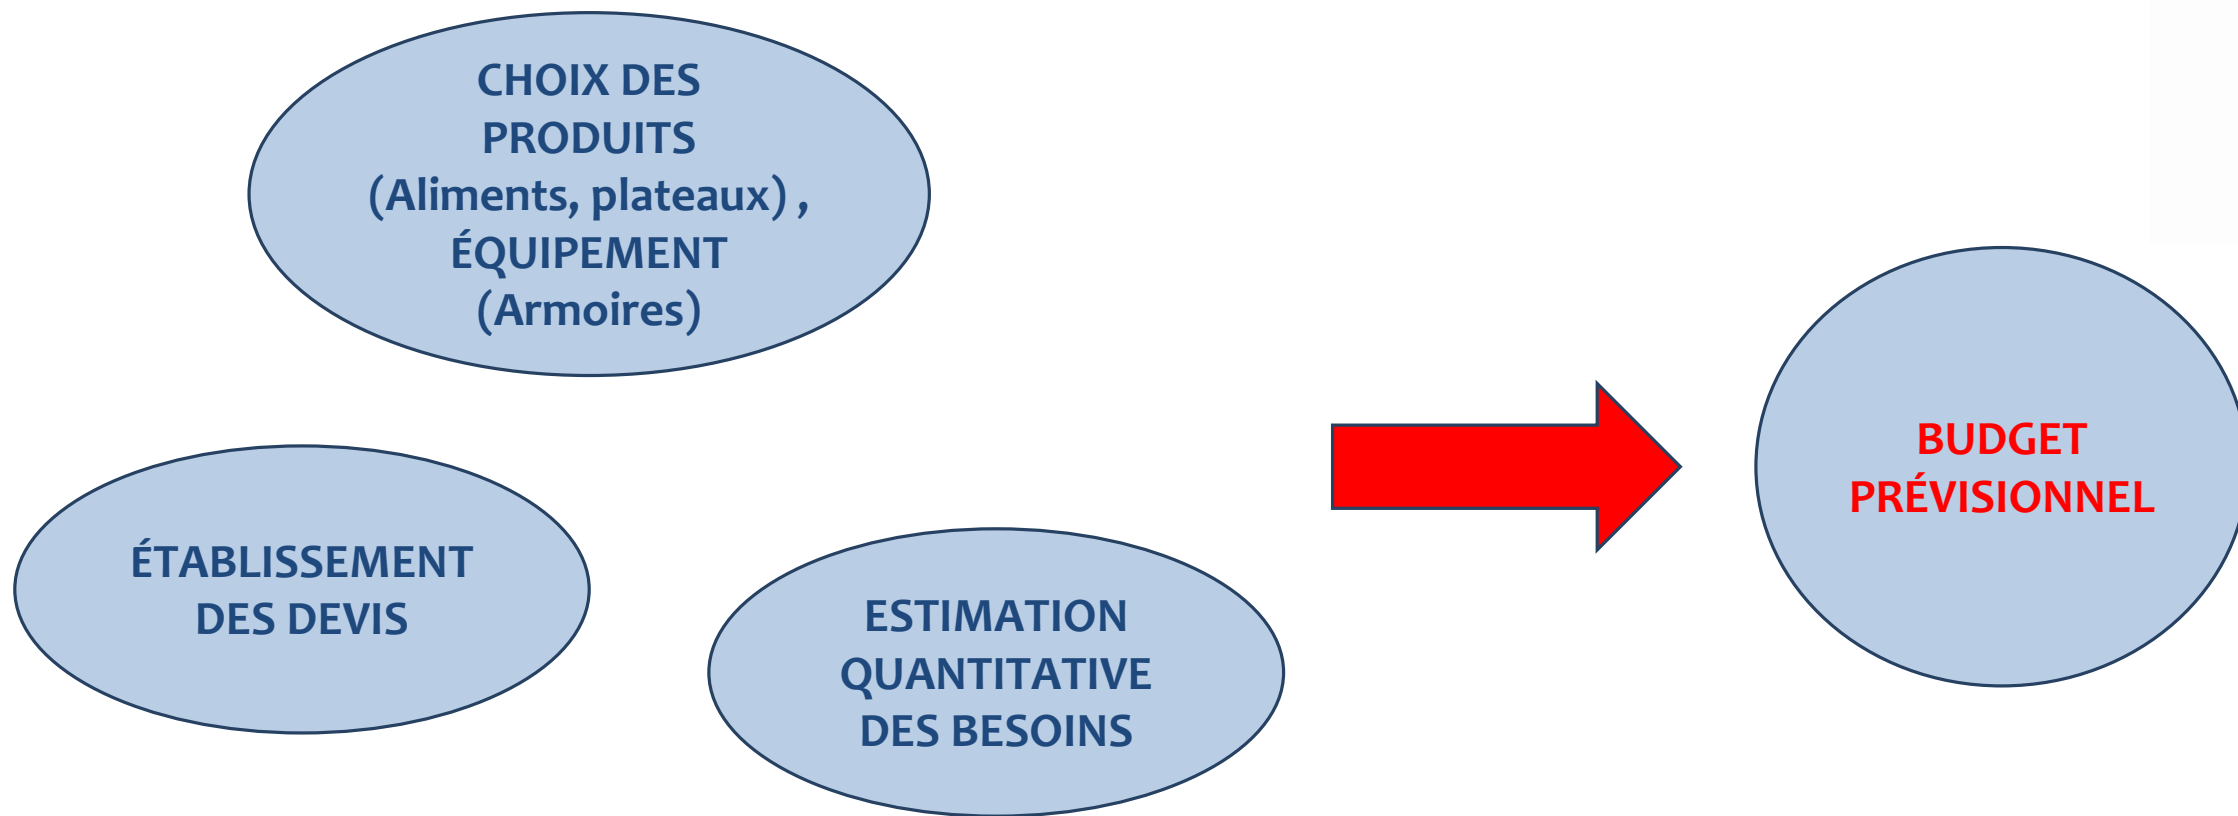 CHOIX DES
PRODUITS
(Aliments, plateaux) ,
ÉQUIPEMENT
(Armoires)
ÉTABLISSEMENT
DES DEVIS
ESTIMATION
QUANTITATIVE
DES BESOINS
BUDGET
PRÉVISIONNEL